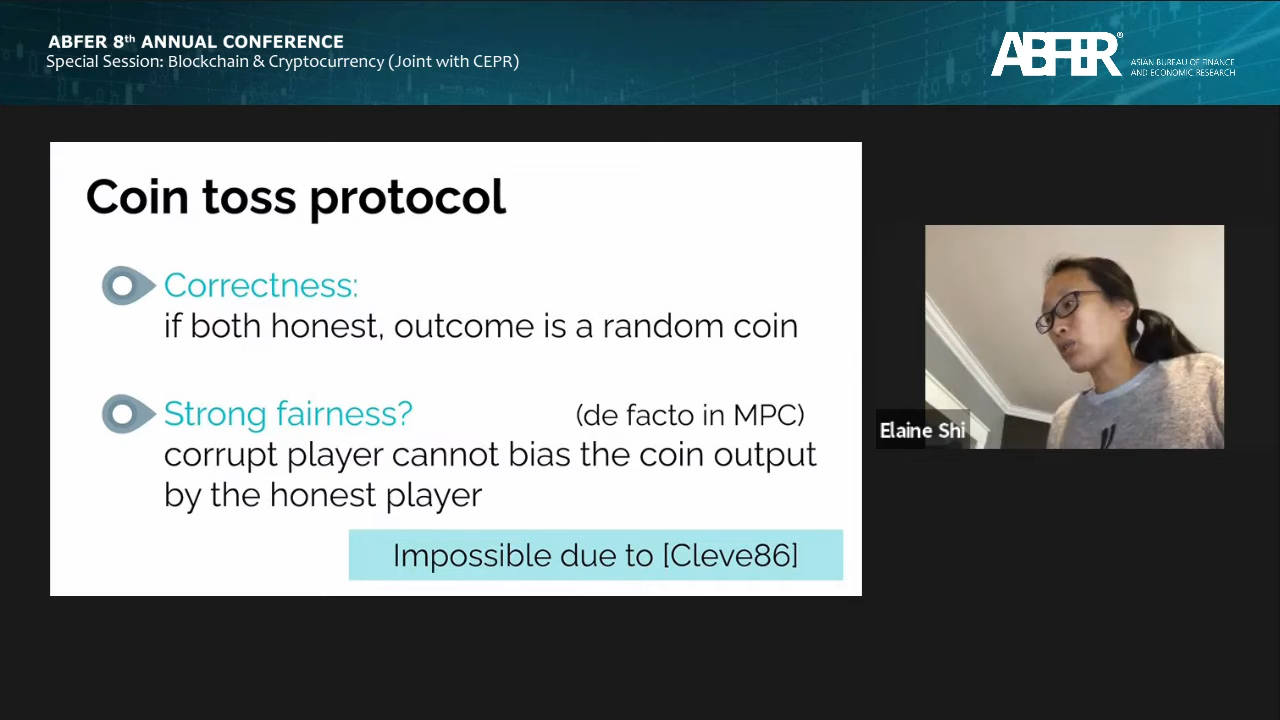 ABFER 8th ANNUAL CONFERENCE
Special Session: Blockchain & Cryptocurrency (Joint with CEPR)
ABFER®
ASIAN BUREAU OF FINANCE
AND ECONOMIC RESEARCH
Coin toss protocol
Correctness:
if both honest, outcome is a random coin
Strong fairness? (de facto in MPC)
corrupt player cannot bias the coin output
by the honest player
Impossible due to [Cleve86]
Elaine Shi